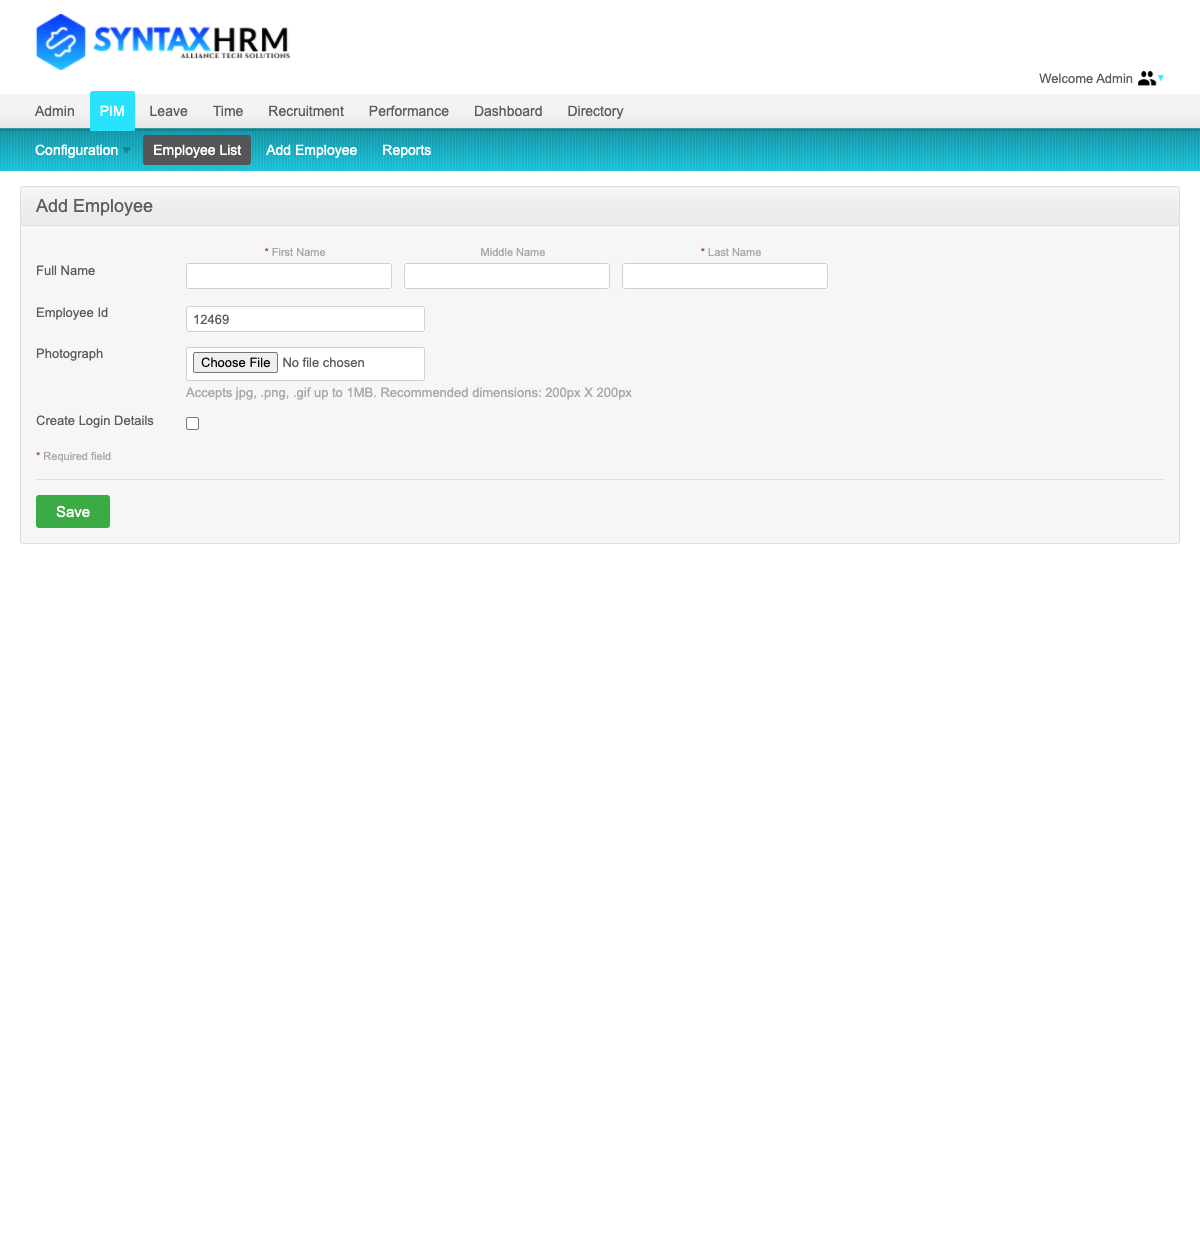 SYNTAXHRM
ALLIANCE TECH SOLUTIONS
Welcome Admin
Admin PIM Leave Time Recruitment Performance Dashboard Directory
Configuration Employee List Add Employee Reports
Add Employee
* First Name Middle Name * Last Name
Full Name
Employee Id 12469
Photograph Choose File No file chosen
Accepts jpg, .png, .gif up to 1MB. Recommended dimensions: 200px X 200px
Create Login Details
* Required field
Save